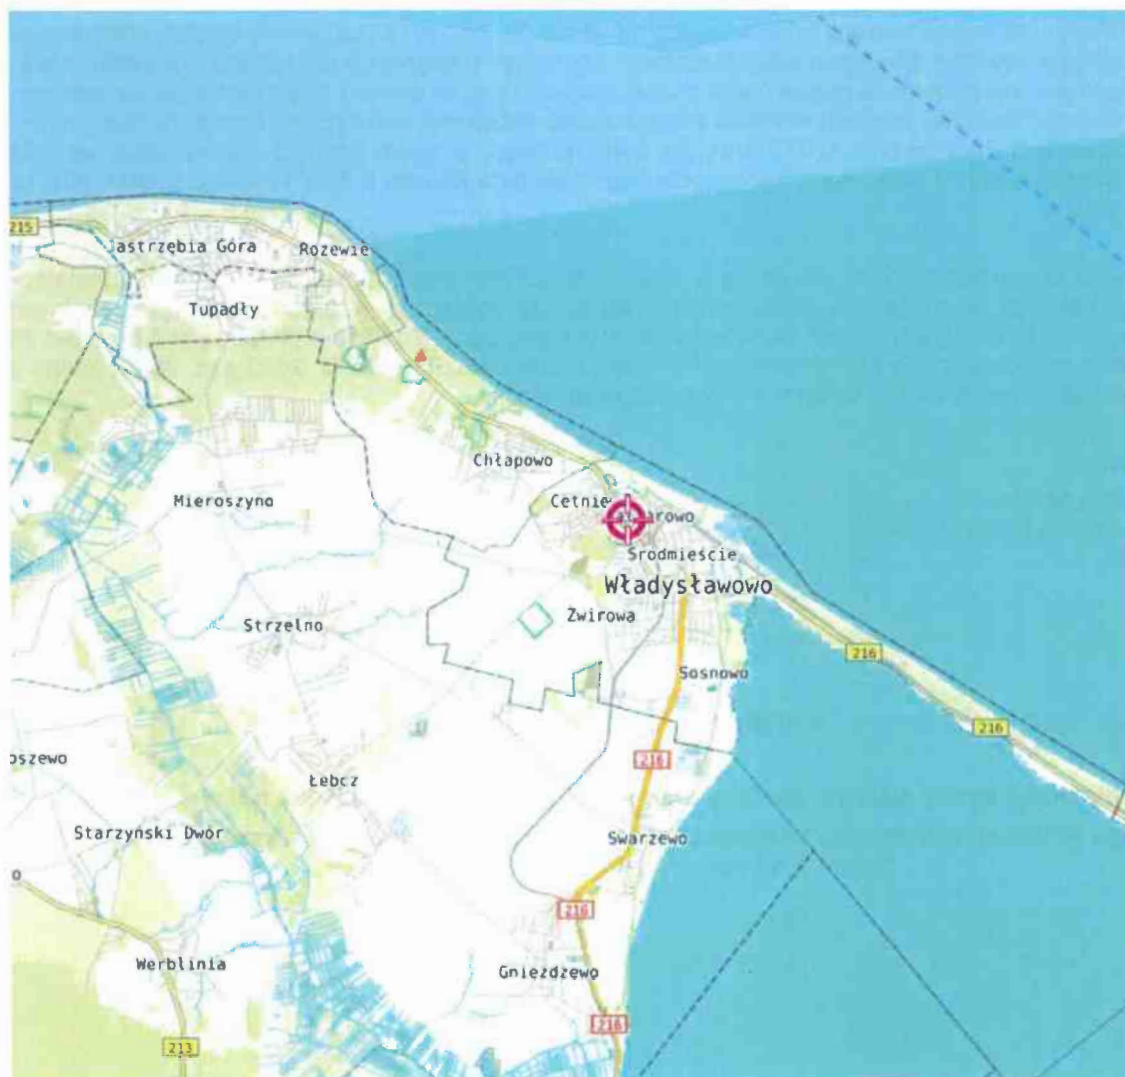 215
Jastrzębia Góra
Rozewie
Tupadły
Chłapowo
Mieroszyno
Cetnie
arowo
Śródmieście
Władysławowo
Żwirowa
Strzelno
216
Sosnowo
216
oszewo
216
Łebcz
Starzyński Dwór
Swarzewo
o
216
Werblinia
Gnieżdżewo
216
213